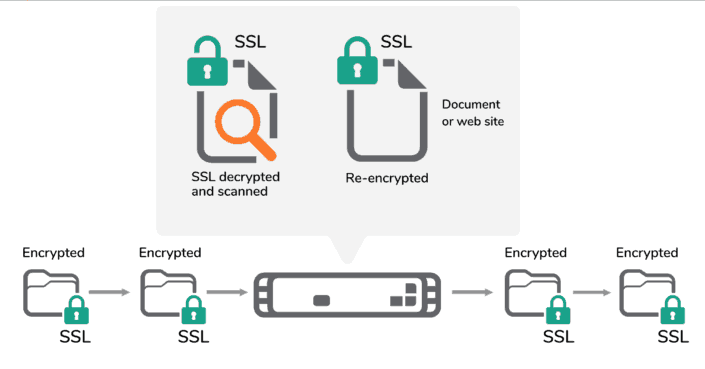 SSL
SSL
Document
or web site
SSL decrypted
and scanned
Re-encrypted
Encrypted
Encrypted
Encrypted
Encrypted
SSL
SSL
SSL
SSL